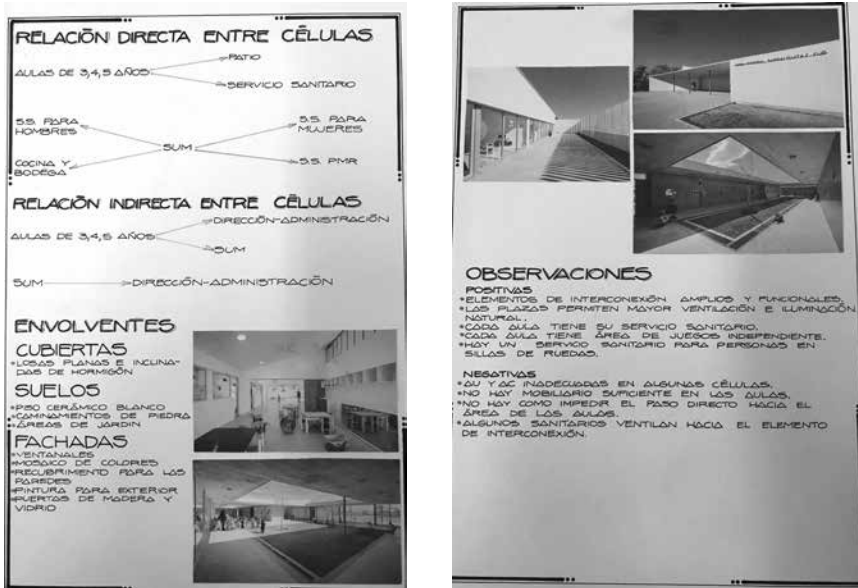 RELACIÓN DIRECTA ENTRE CÉLULAS
PATIO
AULAS DE 3,4,5 AÑOS
SERVICIO SANITARIO
S.S. PARA
HOMBRES
S.S. PARA
MUJERES
SUM
COCINA Y
BODEGA
S.S. PMR
RELACIÓN INDIRECTA ENTRE CÉLULAS
DIRECCIÓN-ADMINISTRACIÓN
AULAS DE 3,4,5 AÑOS
SUM
SUM
DIRECCIÓN-ADMINISTRACIÓN
ENVOLVENTES
CUBIERTAS
*LOSAS PLANAS E INCLINA-
DAS DE HORMIGÓN
SUELOS
*PISO CERÁMICO BLANCO
*CAMINAMIENTOS DE PIEDRA
*ÁREAS DE JARDIN
FACHADAS
*VENTANALES
*MOSAICO DE COLORES
*RECUBRIMIENTO PARA LAS
PAREDES
*PINTURA PARA EXTERIOR
*PUERTAS DE MADERA Y
VIDRIO
OBSERVACIONES
POSITIVAS
*ELEMENTOS DE INTERCONEXIÓN AMPLIOS Y FUNCIONALES.
*LAS PLAZAS PERMITEN MAYOR VENTILACIÓN E ILUMINACIÓN
NATURAL.
*CADA AULA TIENE SU SERVICIO SANITARIO.
*CADA AULA TIENE ÁREA DE JUEGOS INDEPENDIENTE.
*HAY UN SERVICIO SANITARIO PARA PERSONAS EN
SILLAS DE RUEDAS.
NEGATIVAS
*AU Y AC INADECUADAS EN ALGUNAS CÉLULAS.
*NO HAY MOBILIARIO SUFICIENTE EN LAS AULAS.
*NO HAY COMO IMPEDIR EL PASO DIRECTO HACIA EL
ÁREA DE LAS AULAS.
*ALGUNOS SANITARIOS VENTILAN HACIA EL ELEMENTO
DE INTERCONEXIÓN